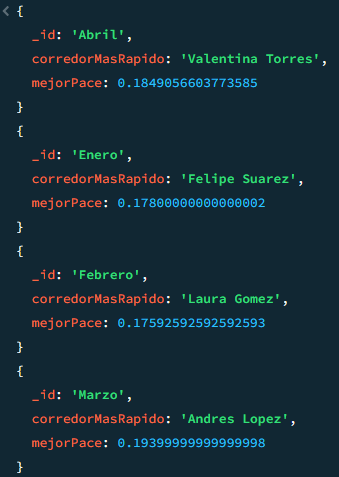 < {
_id: 'Abril',
corredorMasRapido: 'Valentina Torres',
mejorPace: 0.1849056603773585
}
{
_id: 'Enero',
corredorMasRapido: 'Felipe Suarez',
mejorPace: 0.17800000000000002
}
{
_id: 'Febrero',
corredorMasRapido: 'Laura Gomez',
mejorPace: 0.17592592592592593
}
{
_id: 'Marzo',
corredorMasRapido: 'Andres Lopez',
mejorPace: 0.19399999999999998
}